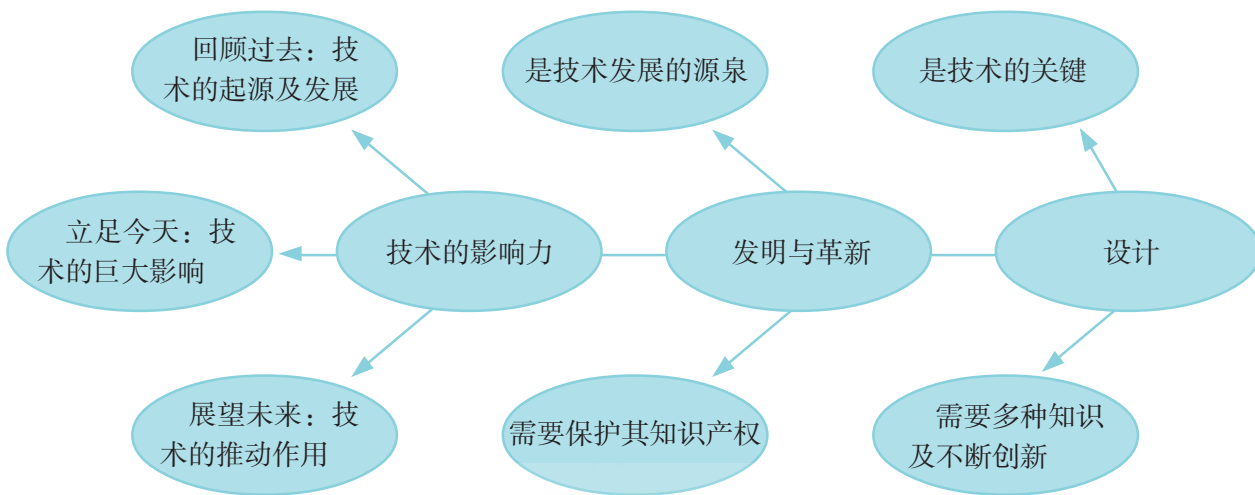 回顾过去：技
术的起源及发展
是技术发展的源泉
是技术的关键
立足今天：技
术的巨大影响
技术的影响力
发明与革新
设计
展望未来：技
术的推动作用
需要保护其知识产权
需要多种知识
及不断创新